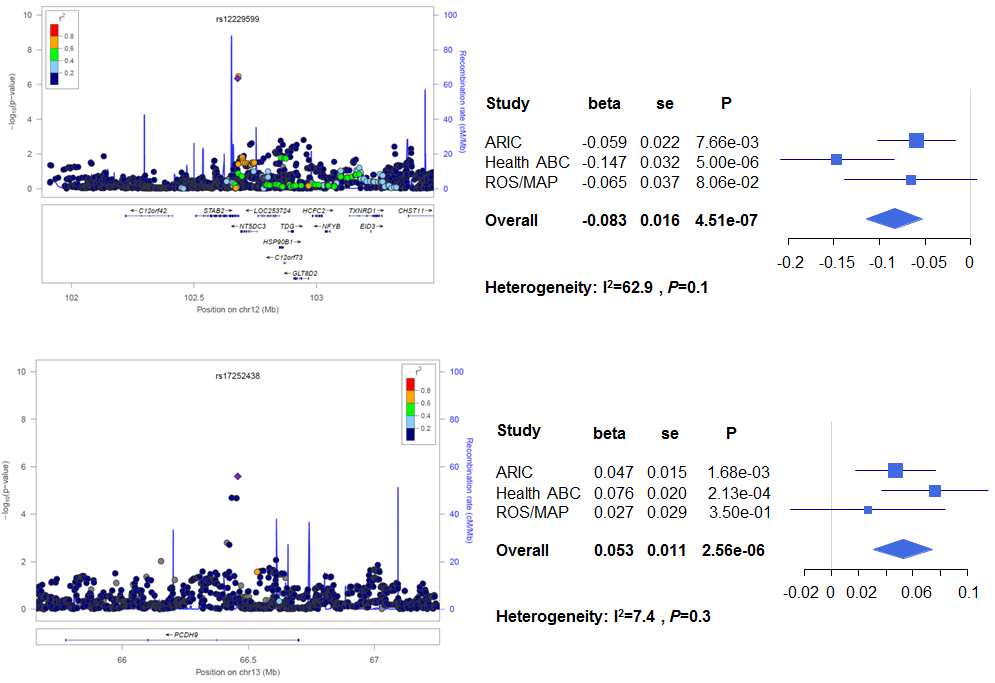 rs12229599
r²
0.8
0.6
0.4
0.2
10
8
6
4
2
0
−log₁₀(p−value)
100
80
60
40
20
0
Recombination rate (cM/Mb)
←C12orf42 STAB2→ ←LOC253724 HCFC2→ TXNRD1→ CHST11→
←NT5DC3 TDG→ ←NFYB EID3→
HSP90B1→
←C12orf73
←GLT8D2
102 102.5 103
Position on chr12 (Mb)
Study beta se P
ARIC -0.059 0.022 7.66e-03
Health ABC -0.147 0.032 5.00e-06
ROS/MAP -0.065 0.037 8.06e-02
Overall -0.083 0.016 4.51e-07
-0.2 -0.15 -0.1 -0.05 0
Heterogeneity: I²=62.9 , P=0.1
rs17252438
r²
0.8
0.6
0.4
0.2
10
8
6
4
2
0
−log₁₀(p−value)
100
80
60
40
20
0
Recombination rate (cM/Mb)
←PCDH9
66 66.5 67
Position on chr13 (Mb)
Study beta se P
ARIC 0.047 0.015 1.68e-03
Health ABC 0.076 0.020 2.13e-04
ROS/MAP 0.027 0.029 3.50e-01
Overall 0.053 0.011 2.56e-06
-0.02 0 0.02 0.06 0.1
Heterogeneity: I²=7.4 , P=0.3